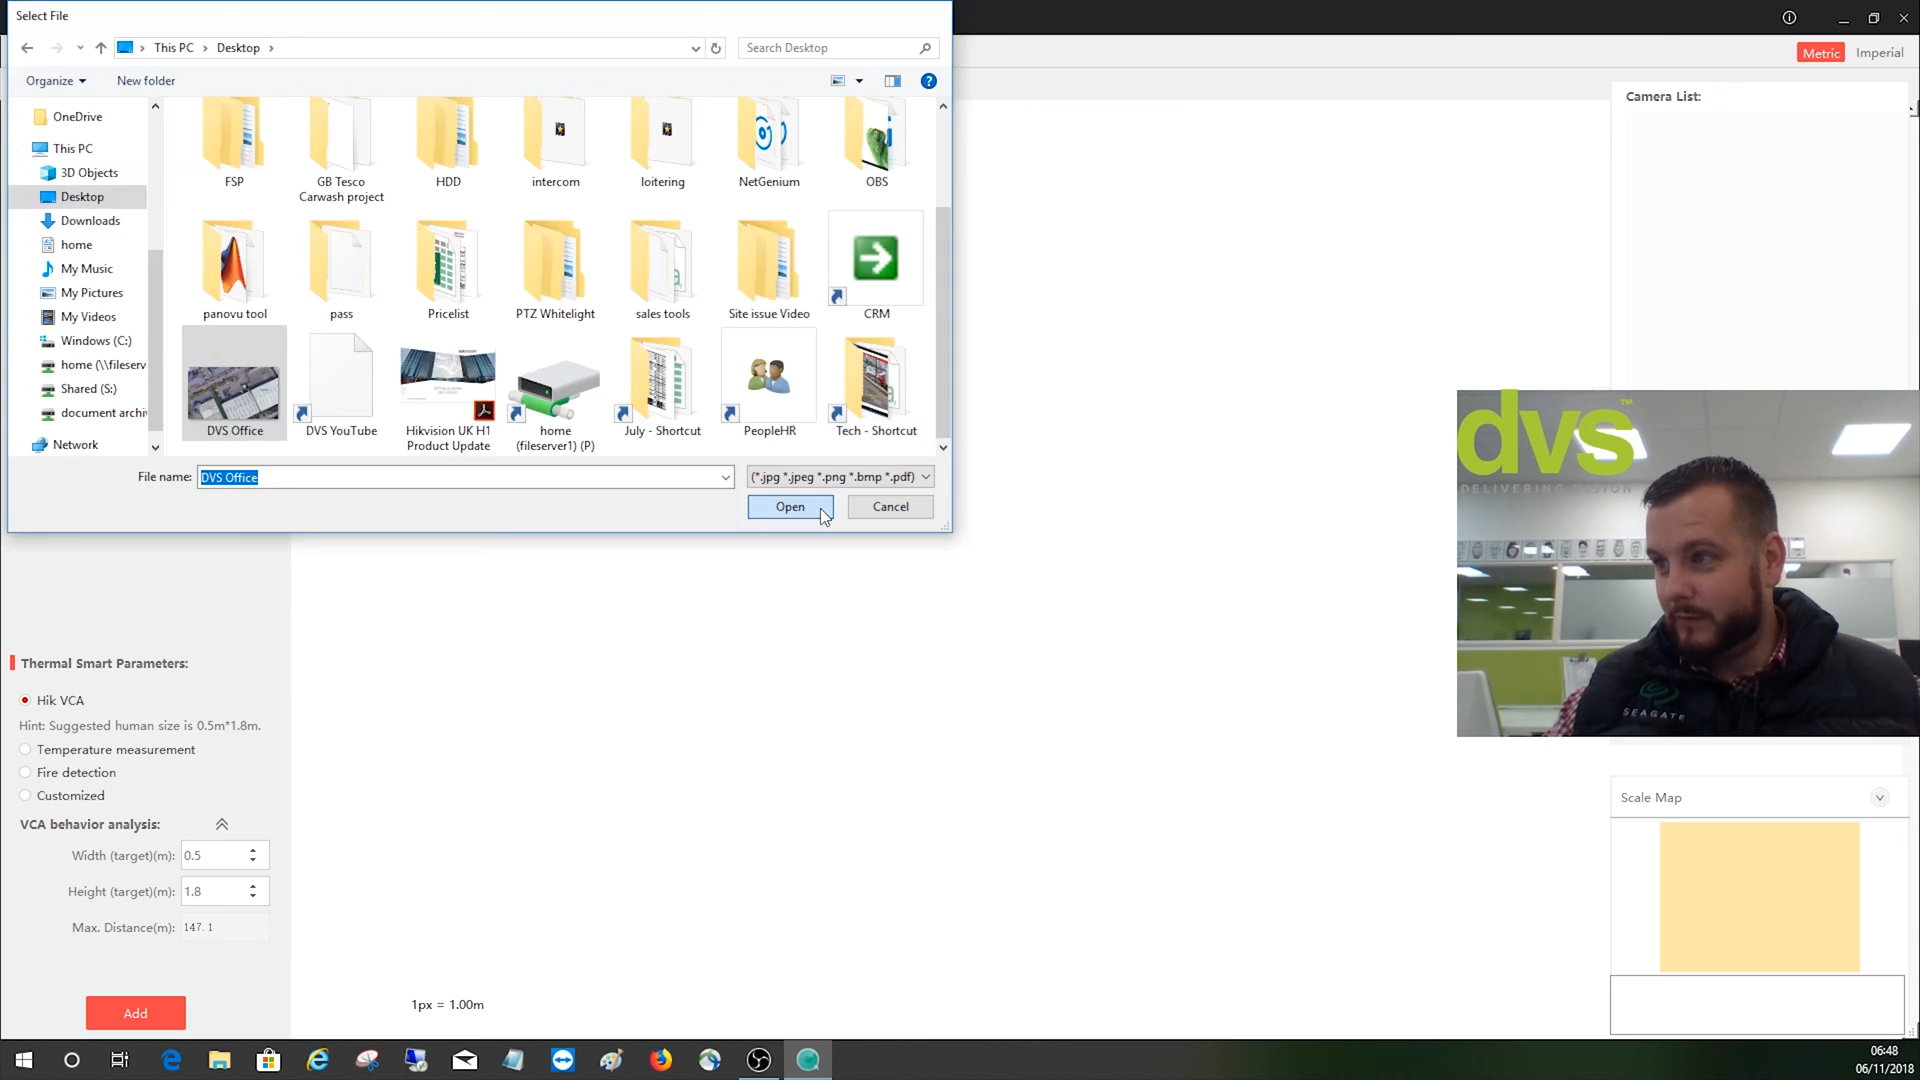 Select File
This PC
Desktop
Search Desktop
Organize
New folder
Metric
Imperial
Camera List:
OneDrive
This PC
3D Objects
Desktop
Downloads
home
My Music
My Pictures
My Videos
Windows (C:)
home (\\fileserv
Shared (S:)
document archi
Network
FSP
GB Tesco
Carwash project
HDD
intercom
loitering
NetGenium
OBS
panovu tool
pass
Pricelist
PTZ Whitelight
sales tools
Site issue Video
CRM
DVS Office
DVS YouTube
Hikvision UK H1
Product Update
home
(fileserver1) (P)
July - Shortcut
PeopleHR
Tech - Shortcut
File name:
DVS Office
(*.jpg *.jpeg *.png *.bmp *.pdf)
Open
Cancel
dvs™
DELIVERING VISION
SEAGATE
Thermal Smart Parameters:
Hik VCA
Hint: Suggested human size is 0.5m*1.8m.
Temperature measurement
Fire detection
Customized
VCA behavior analysis:
Width (target)(m):
0.5
Height (target)(m):
1.8
Max. Distance(m):
147.1
Add
1px = 1.00m
Scale Map
06:48
06/11/2018